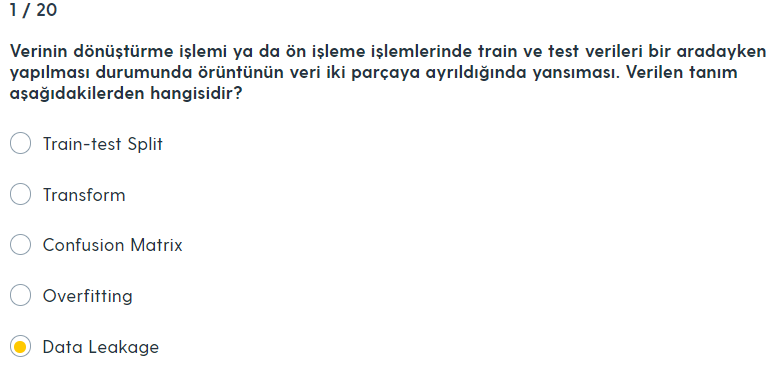 1 / 20
Verinin dönüştürme işlemi ya da ön işleme işlemlerinde train ve test verileri bir aradayken
yapılması durumunda örüntünün veri iki parçaya ayrıldığında yansıması. Verilen tanım
aşağıdakilerden hangisidir?
Train-test Split
Transform
Confusion Matrix
Overfitting
Data Leakage